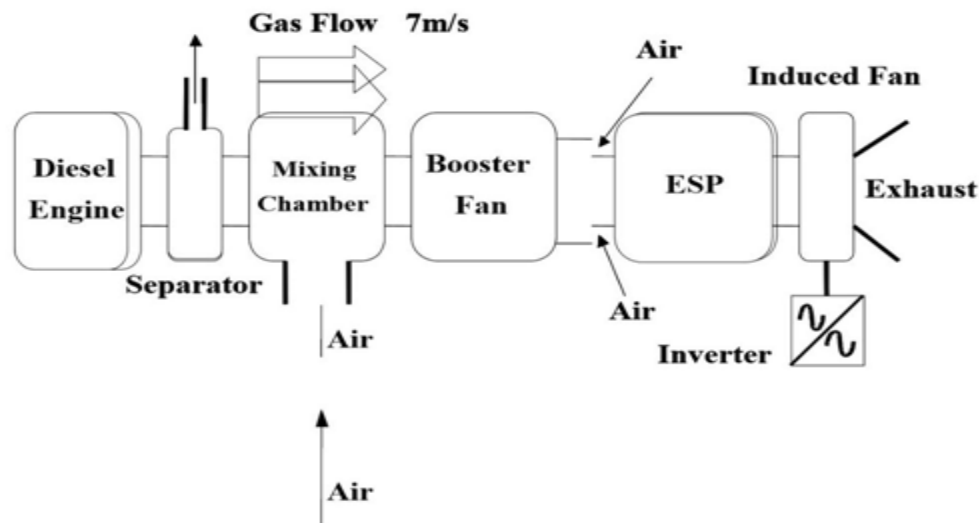 Gas Flow 7m/s
Air
Induced Fan
Diesel
Engine
Mixing
Chamber
Booster
Fan
ESP
Exhaust
Separator
Air
Air
Inverter
Air